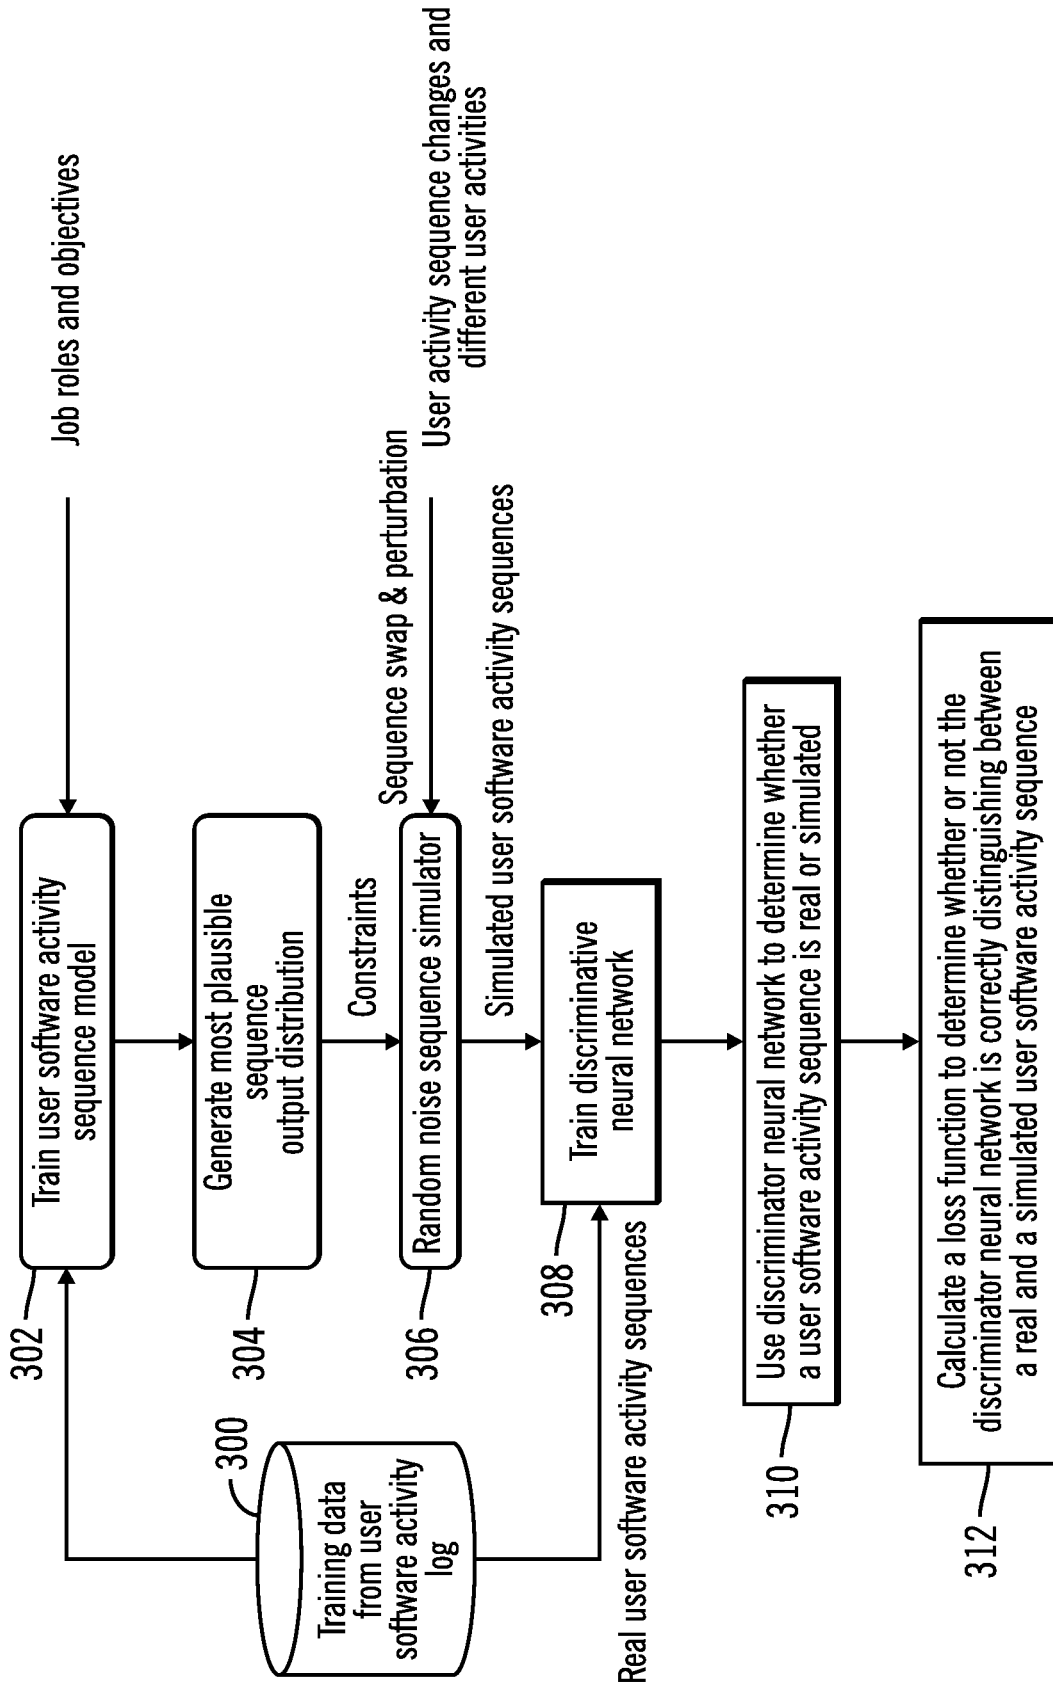 302
Train user software activity
sequence model
Job roles and objectives
300
Training data
from user
software activity
log
304
Generate most plausible
sequence
output distribution
Constraints
Sequence swap & perturbation
306
Random noise sequence simulator
User activity sequence changes and
different user activities
Simulated user software activity sequences
308
Train discriminative
neural network
Real user software activity sequences
310
Use discriminator neural network to determine whether
a user software activity sequence is real or simulated
312
Calculate a loss function to determine whether or not the
discriminator neural network is correctly distinguishing between
a real and a simulated user software activity sequence